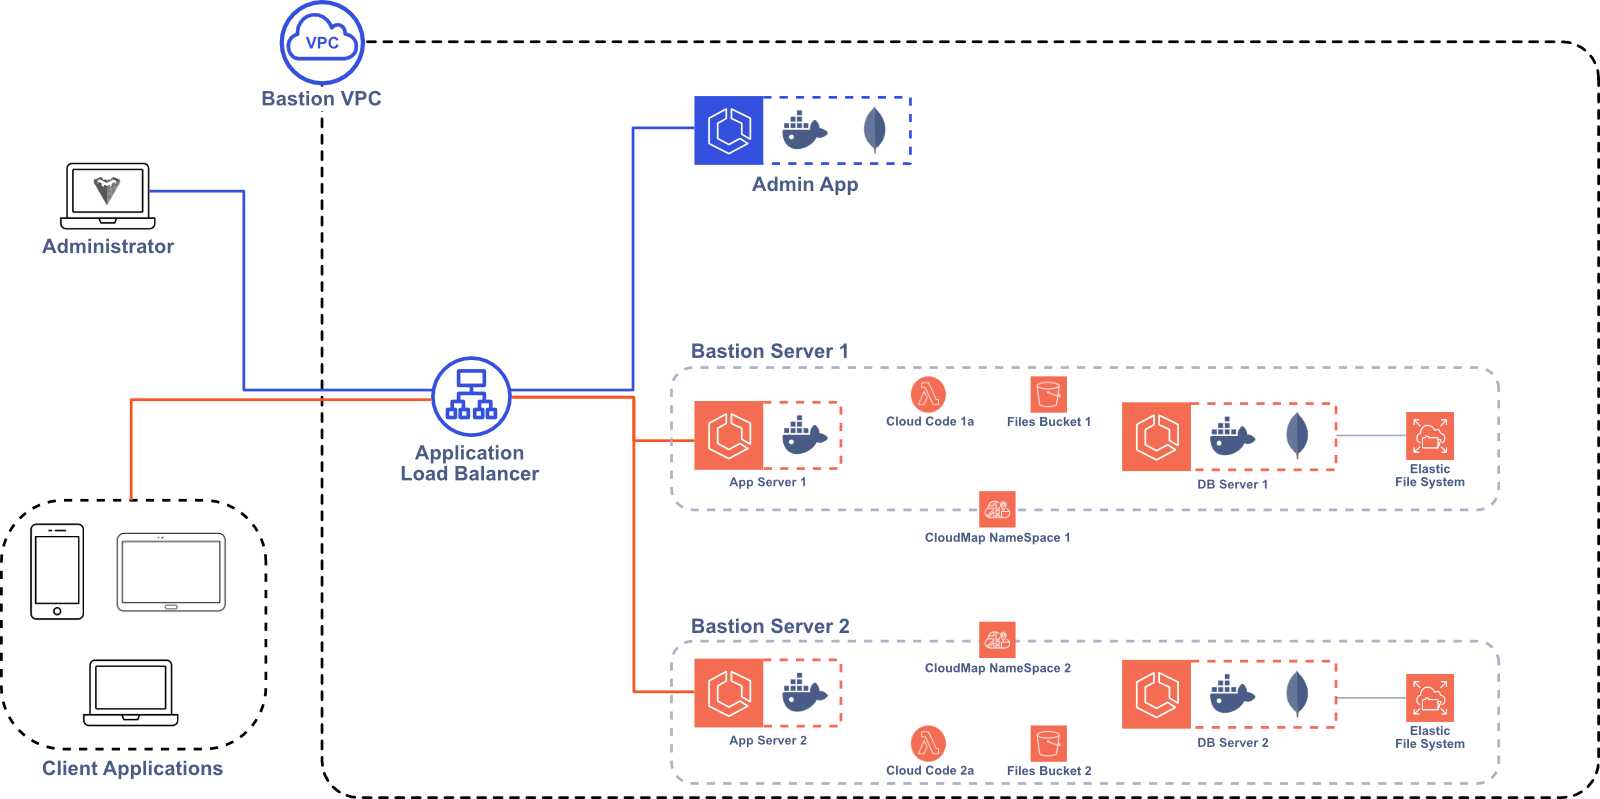 VPC
Bastion VPC
Admin App
Administrator
Bastion Server 1
Cloud Code 1a
Files Bucket 1
Application
Load Balancer
App Server 1
DB Server 1
Elastic
File System
CloudMap NameSpace 1
Bastion Server 2
CloudMap NameSpace 2
App Server 2
DB Server 2
Elastic
File System
Cloud Code 2a
Files Bucket 2
Client Applications